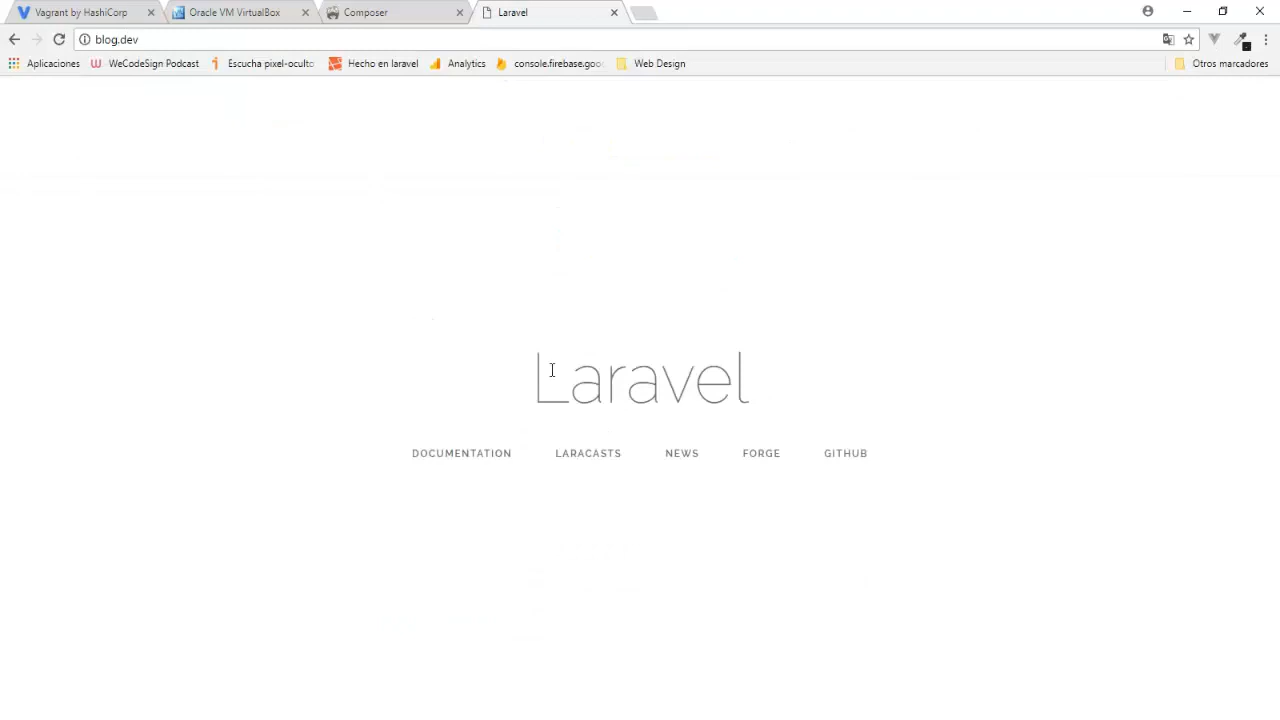 Vagrant by HashiCorp
Oracle VM VirtualBox
Composer
Laravel
blog.dev
Aplicaciones
WeCodeSign Podcast
Escucha pixel-oculto
Hecho en laravel
Analytics
console.firebase.goo
Web Design
Otros marcadores
Laravel
DOCUMENTATION LARACASTS NEWS FORGE GITHUB